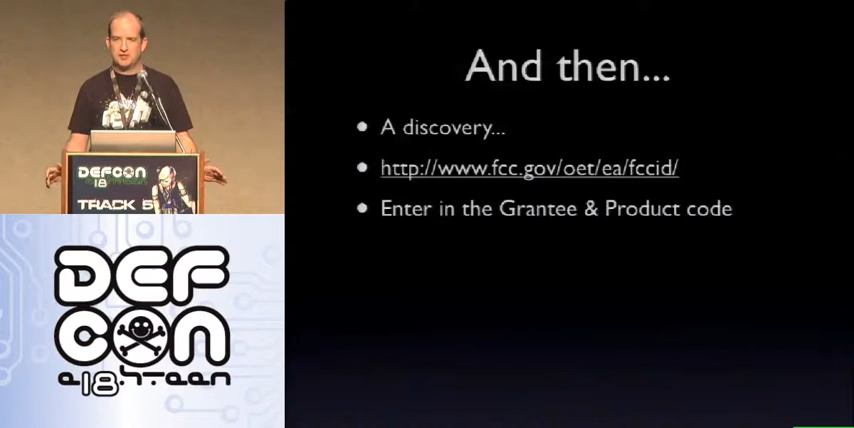 And then...
A discovery...
http://www.fcc.gov/oet/ea/fccid/
Enter in the Grantee & Product code
DEFCON
18
TRACK 5
DEF
CON